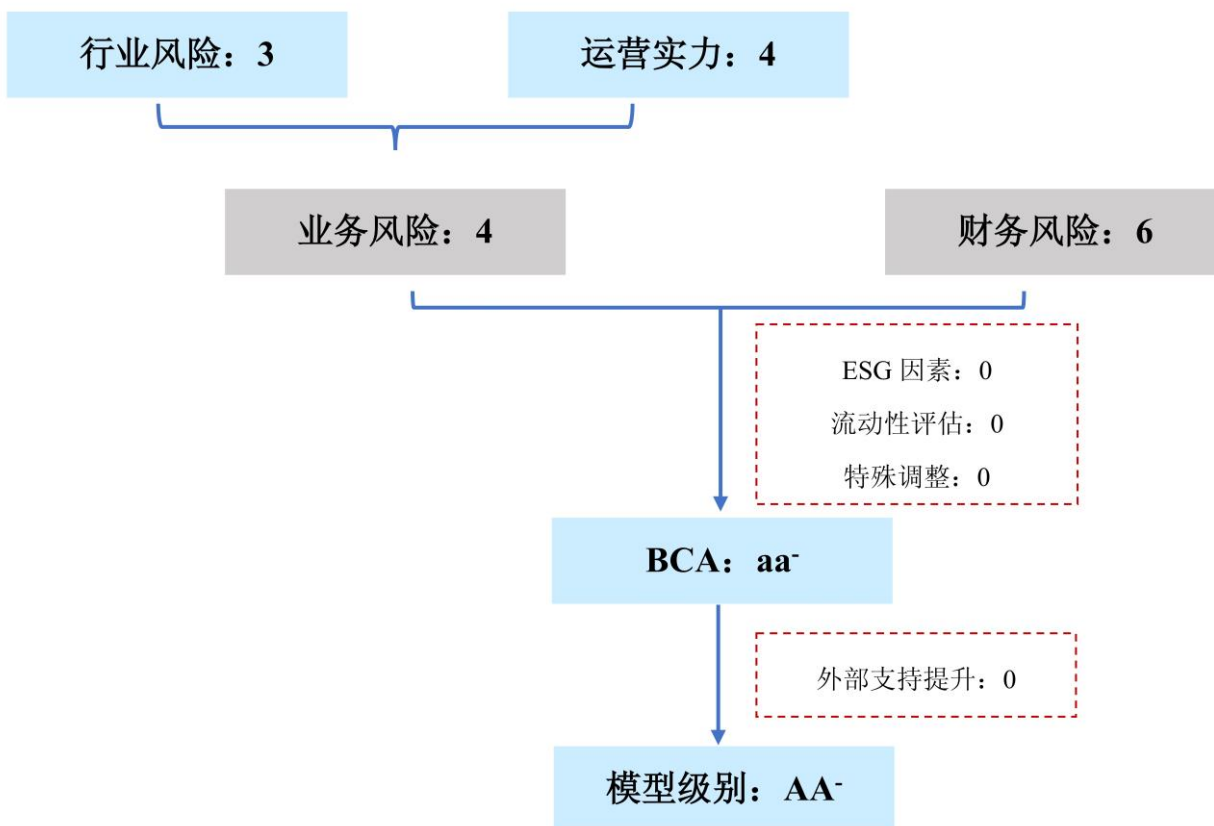 行业风险：3
运营实力：4
业务风险：4
财务风险：6
ESG 因素：0
流动性评估：0
特殊调整：0
BCA：aa⁻
外部支持提升：0
模型级别：AA⁻